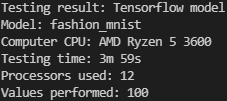 Testing result: Tensorflow model
Model: fashion_mnist
Computer CPU: AMD Ryzen 5 3600
Testing time: 3m 59s
Processors used: 12
Values performed: 100